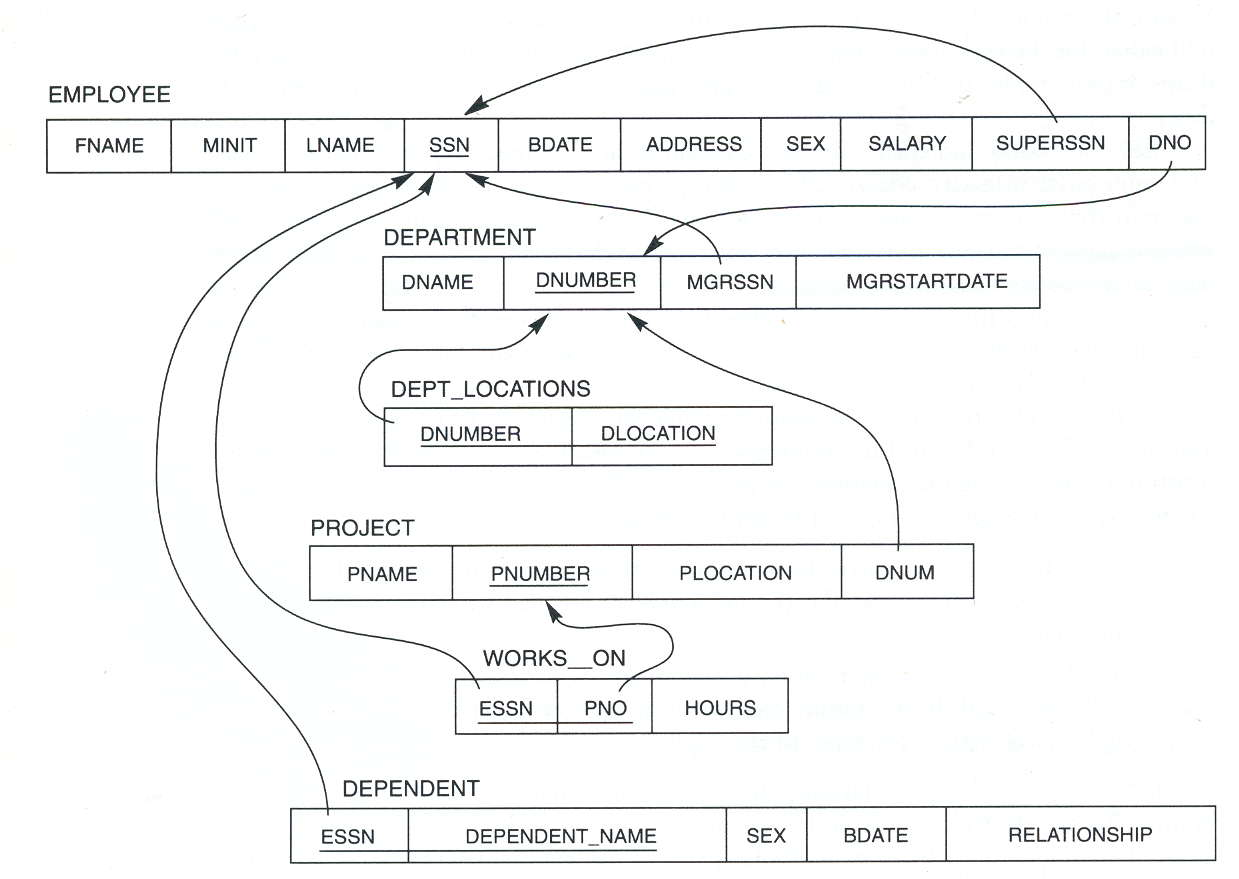 EMPLOYEE
FNAME MINIT LNAME SSN BDATE ADDRESS SEX SALARY SUPERSSN DNO
DEPARTMENT
DNAME DNUMBER MGRSSN MGRSTARTDATE
DEPT_LOCATIONS
DNUMBER DLOCATION
PROJECT
PNAME PNUMBER PLOCATION DNUM
WORKS__ON
ESSN PNO HOURS
DEPENDENT
ESSN DEPENDENT_NAME SEX BDATE RELATIONSHIP